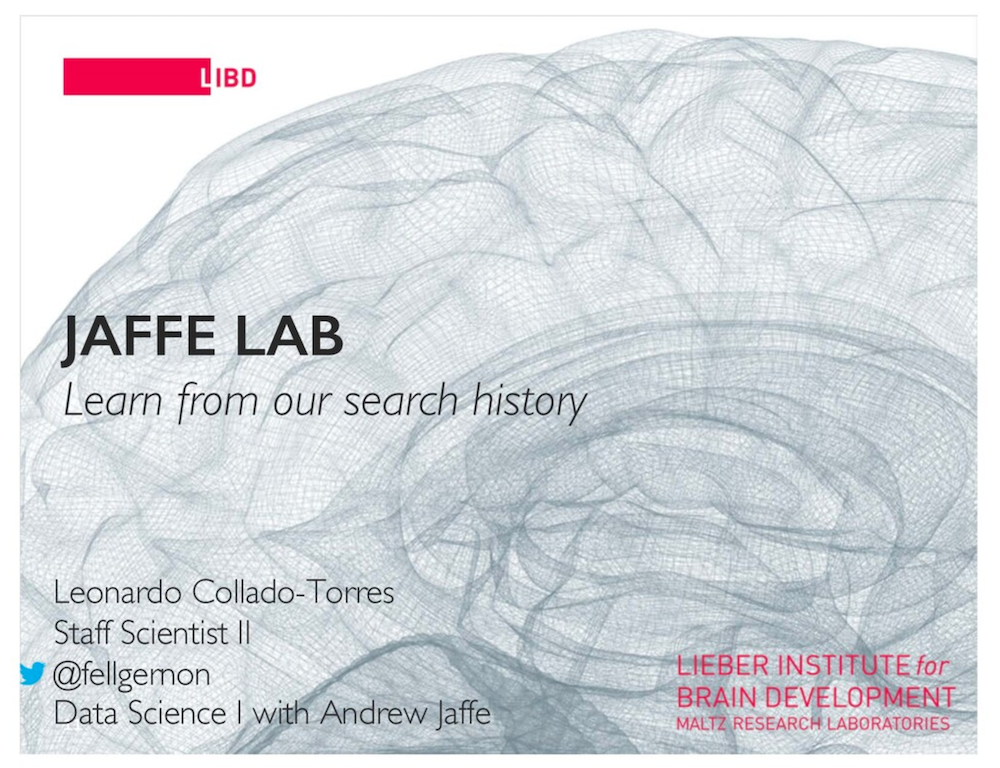 LIBD
JAFFE LAB
Learn from our search history
Leonardo Collado-Torres
Staff Scientist II
@fellgernon
Data Science I with Andrew Jaffe
LIEBER INSTITUTE for
BRAIN DEVELOPMENT
MALTZ RESEARCH LABORATORIES